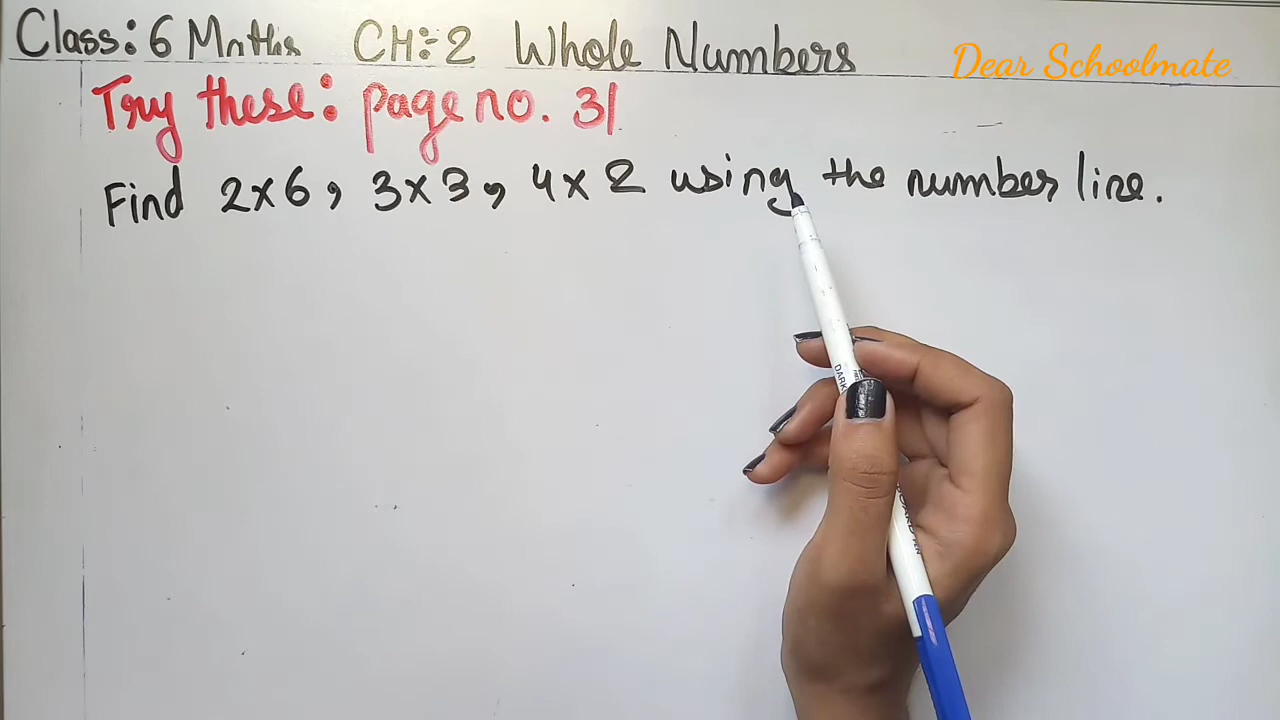 Class: 6 Maths CH:-2 Whole Numbers
Dear Schoolmate
Try these: page no. 31
Find 2x6, 3x3, 4x2 using the number line.